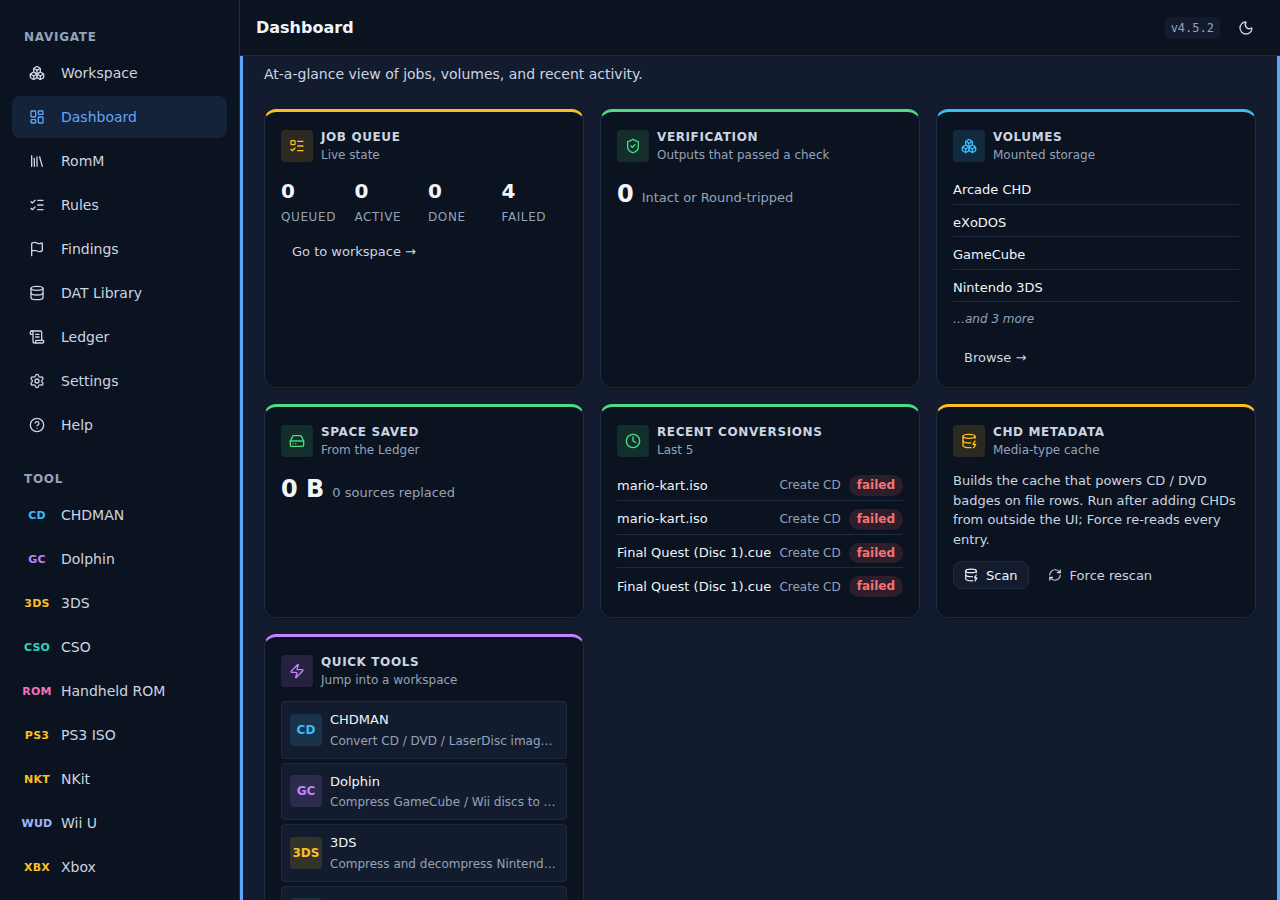 NAVIGATE
Workspace
Dashboard
RomM
Rules
Findings
DAT Library
Ledger
Settings
Help
TOOL
CD CHDMAN
GC Dolphin
3DS 3DS
CSO CSO
ROM Handheld ROM
PS3 PS3 ISO
NKT NKit
WUD Wii U
XBX Xbox
Dashboard
v4.5.2
At-a-glance view of jobs, volumes, and recent activity.
JOB QUEUE
Live state
0 0 0 4
QUEUED ACTIVE DONE FAILED
Go to workspace →
VERIFICATION
Outputs that passed a check
0 Intact or Round-tripped
VOLUMES
Mounted storage
Arcade CHD
eXoDOS
GameCube
Nintendo 3DS
…and 3 more
Browse →
SPACE SAVED
From the Ledger
0 B 0 sources replaced
RECENT CONVERSIONS
Last 5
mario-kart.iso Create CD failed
mario-kart.iso Create CD failed
Final Quest (Disc 1).cue Create CD failed
Final Quest (Disc 1).cue Create CD failed
CHD METADATA
Media-type cache
Builds the cache that powers CD / DVD
badges on file rows. Run after adding CHDs
from outside the UI; Force re-reads every
entry.
Scan Force rescan
QUICK TOOLS
Jump into a workspace
CD CHDMAN
Convert CD / DVD / LaserDisc imag…
GC Dolphin
Compress GameCube / Wii discs to …
3DS 3DS
Compress and decompress Nintend…